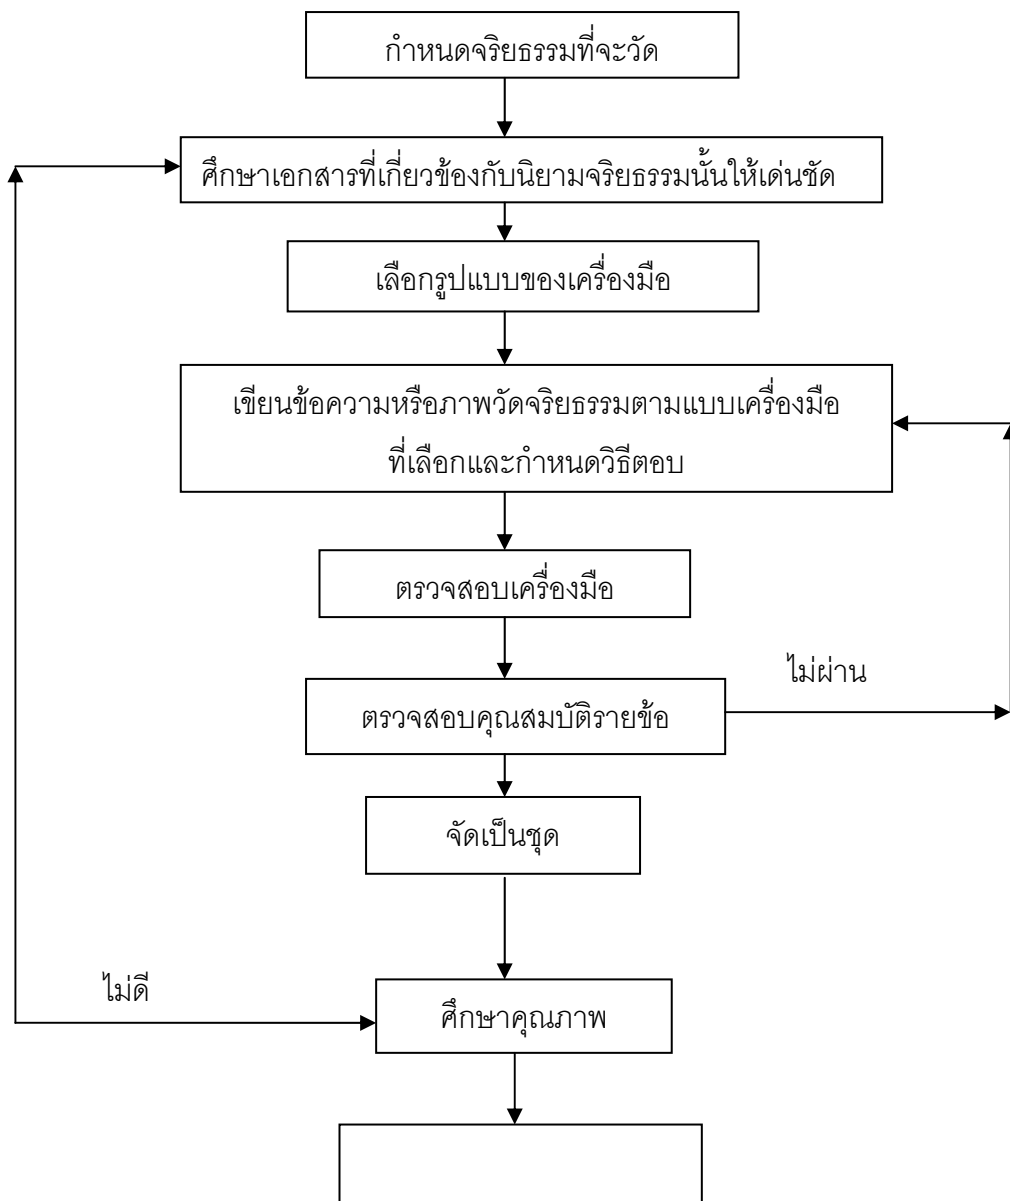 กำหนดจริยธรรมที่จะวัด
ศึกษาเอกสารที่เกี่ยวข้องกับนิยามจริยธรรมนั้นให้เด่นชัด
เลือกรูปแบบของเครื่องมือ
เขียนข้อความหรือภาพวัดจริยธรรมตามแบบเครื่องมือ
ที่เลือกและกำหนดวิธีตอบ
ตรวจสอบเครื่องมือ
ไม่ผ่าน
ตรวจสอบคุณสมบัติรายข้อ
จัดเป็นชุด
ไม่ดี
ศึกษาคุณภาพ